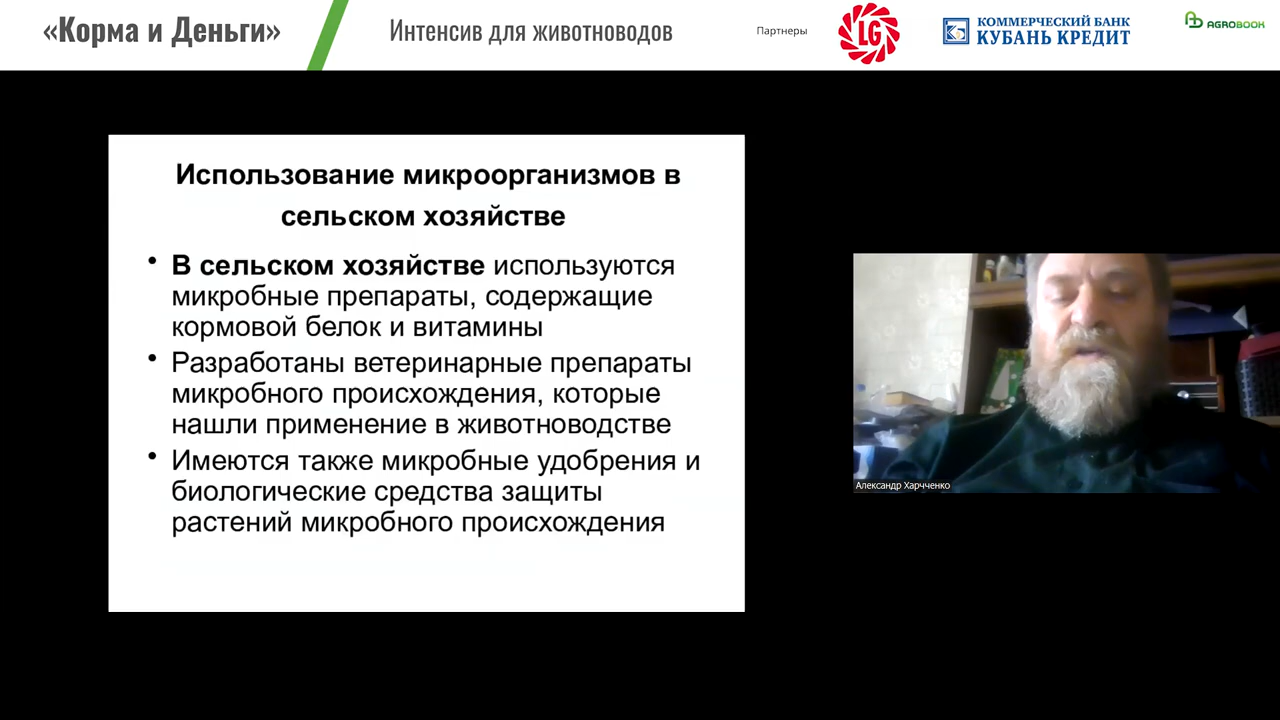 «Корма и Деньги»
Интенсив для животноводов
Партнеры
LG
КОММЕРЧЕСКИЙ БАНК
КУБАНЬ КРЕДИТ
AGROBOOK
Использование микроорганизмов в
сельском хозяйстве
• В сельском хозяйстве используются
микробные препараты, содержащие
кормовой белок и витамины
• Разработаны ветеринарные препараты
микробного происхождения, которые
нашли применение в животноводстве
• Имеются также микробные удобрения и
биологические средства защиты
растений микробного происхождения
Александр Харчченко